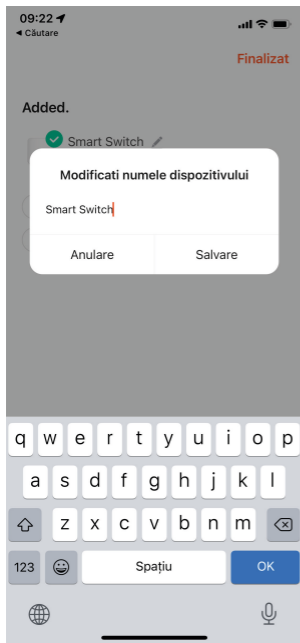 09:22
◄ Căutare
Finalizat
Added.
Smart Switch
Modificati numele dispozitivului
Smart Switch
Anulare
Salvare
q w e r t y u i o p
a s d f g h j k l
z x c v b n m
123
Spațiu
OK